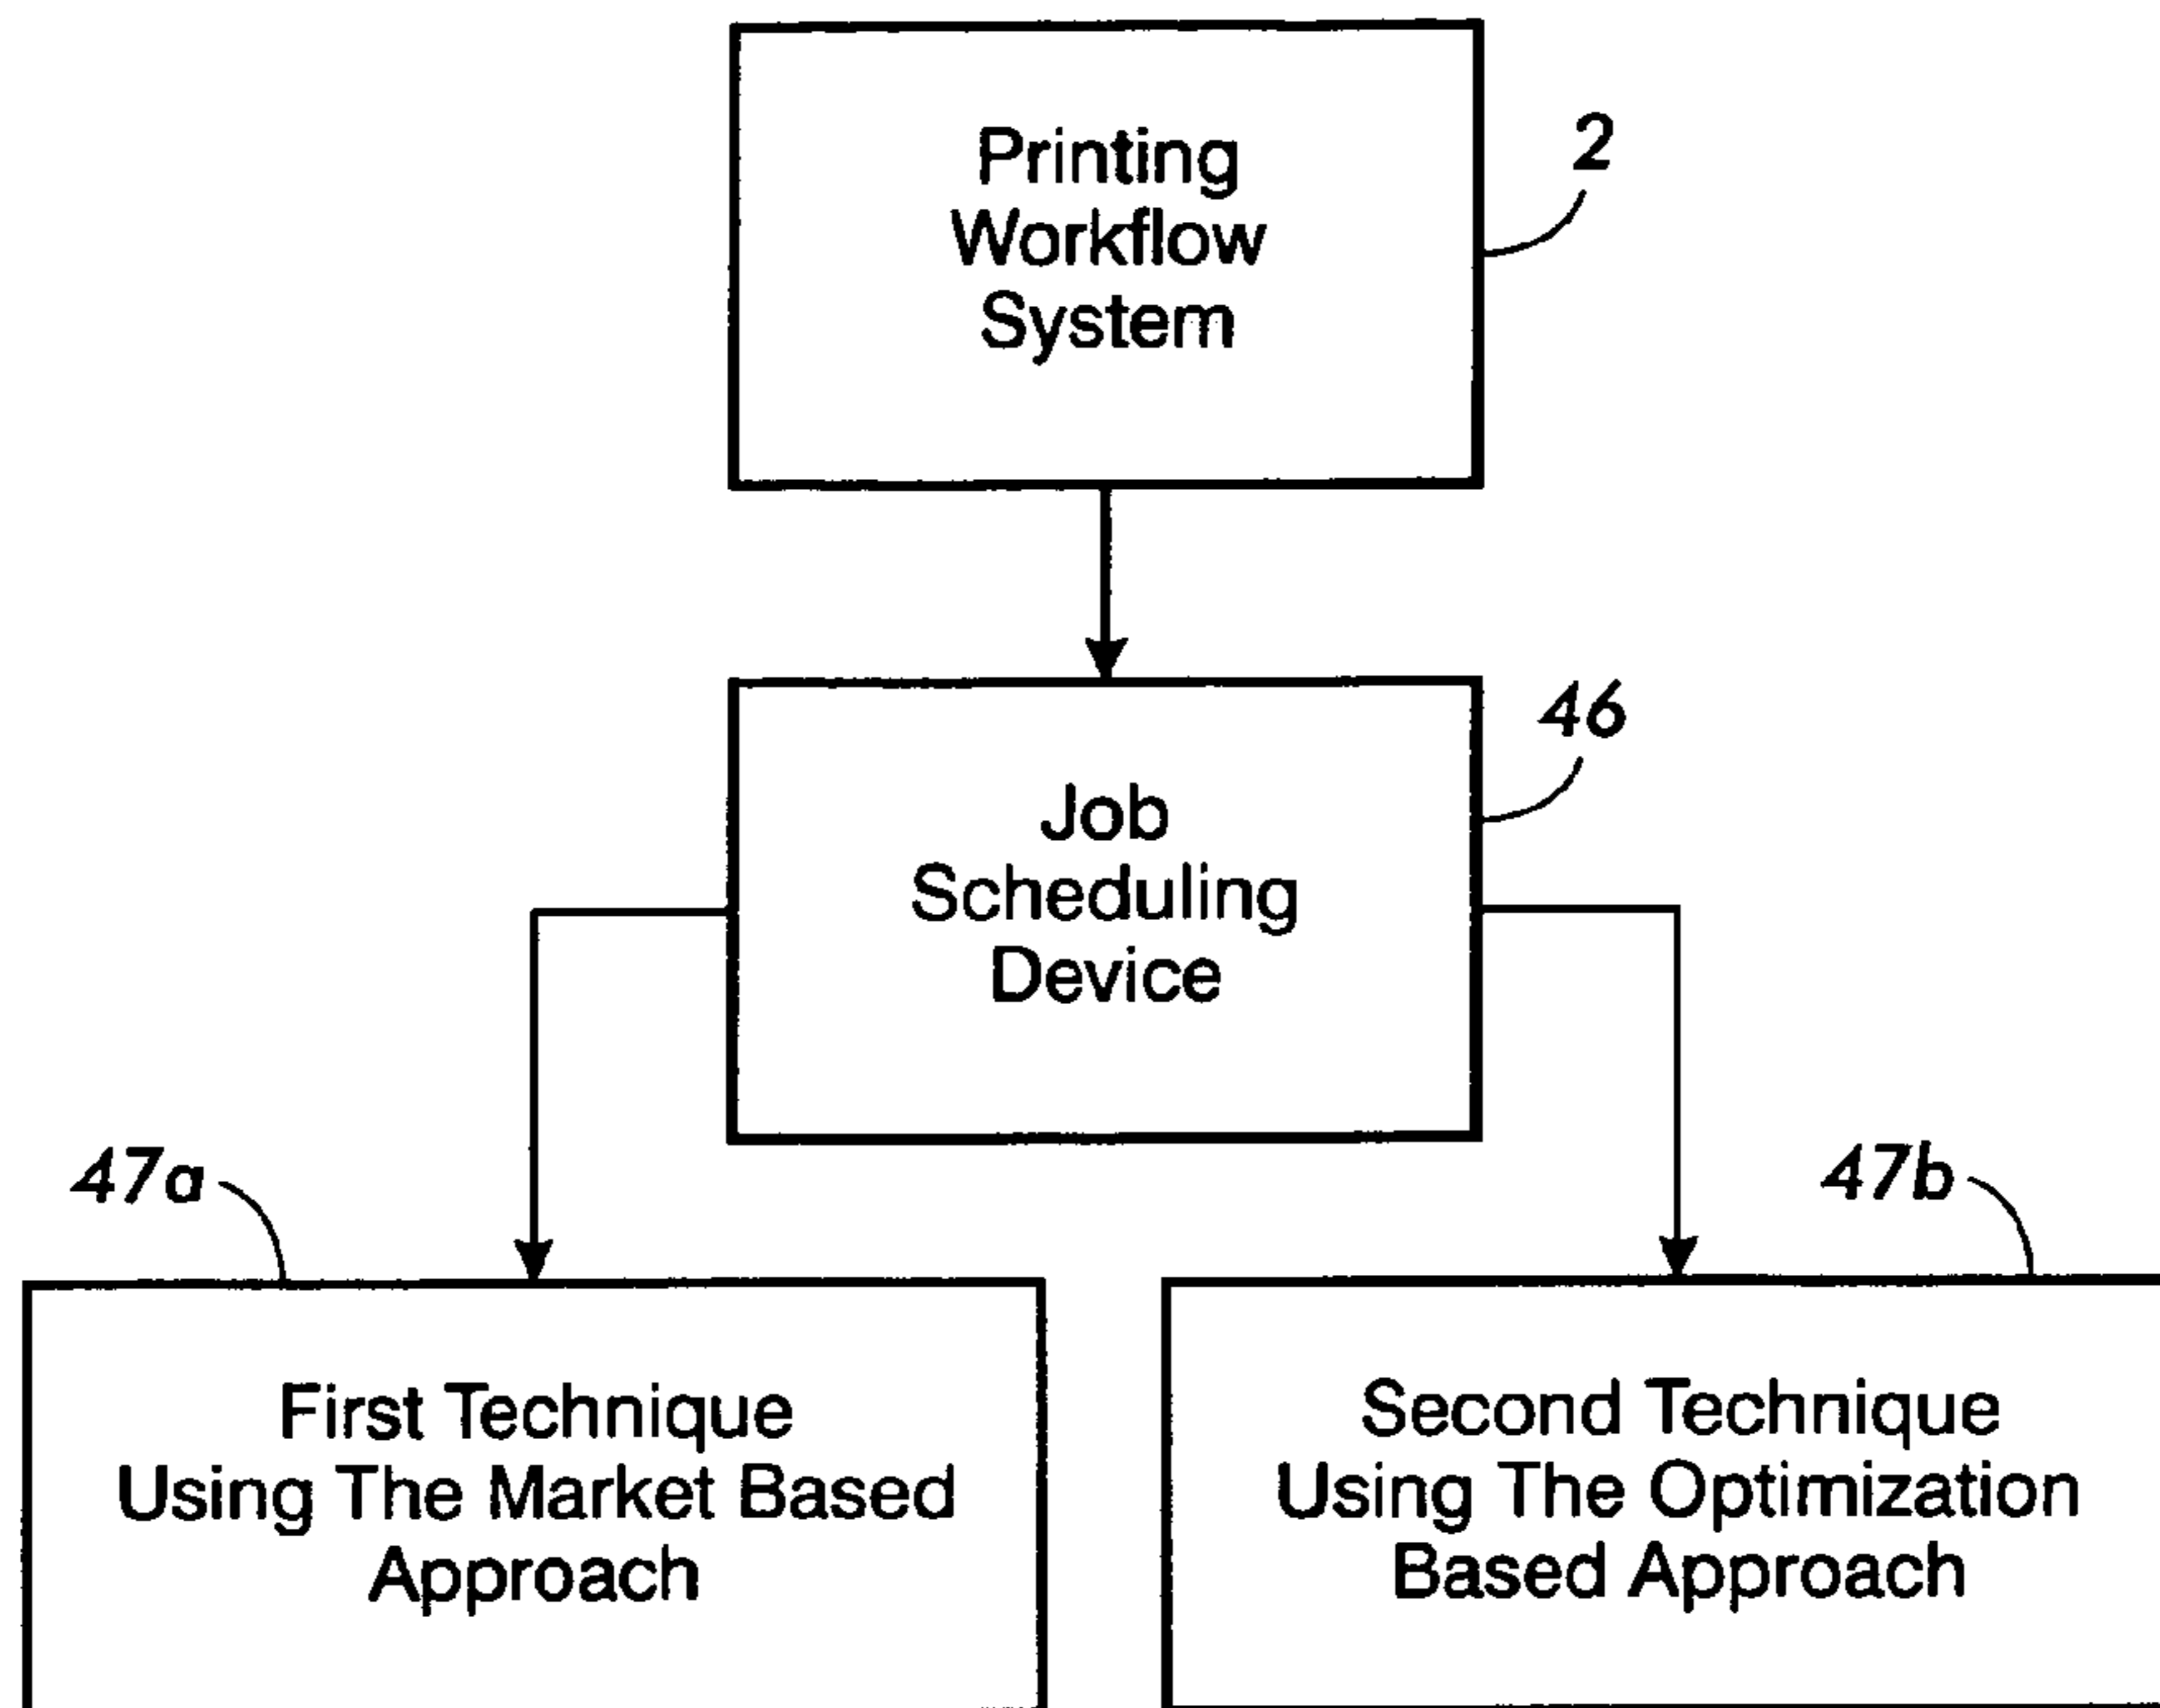 Printing
Workflow
System
2
Job
Scheduling
Device
46
47a
First Technique
Using The Market Based
Approach
47b
Second Technique
Using The Optimization
Based Approach